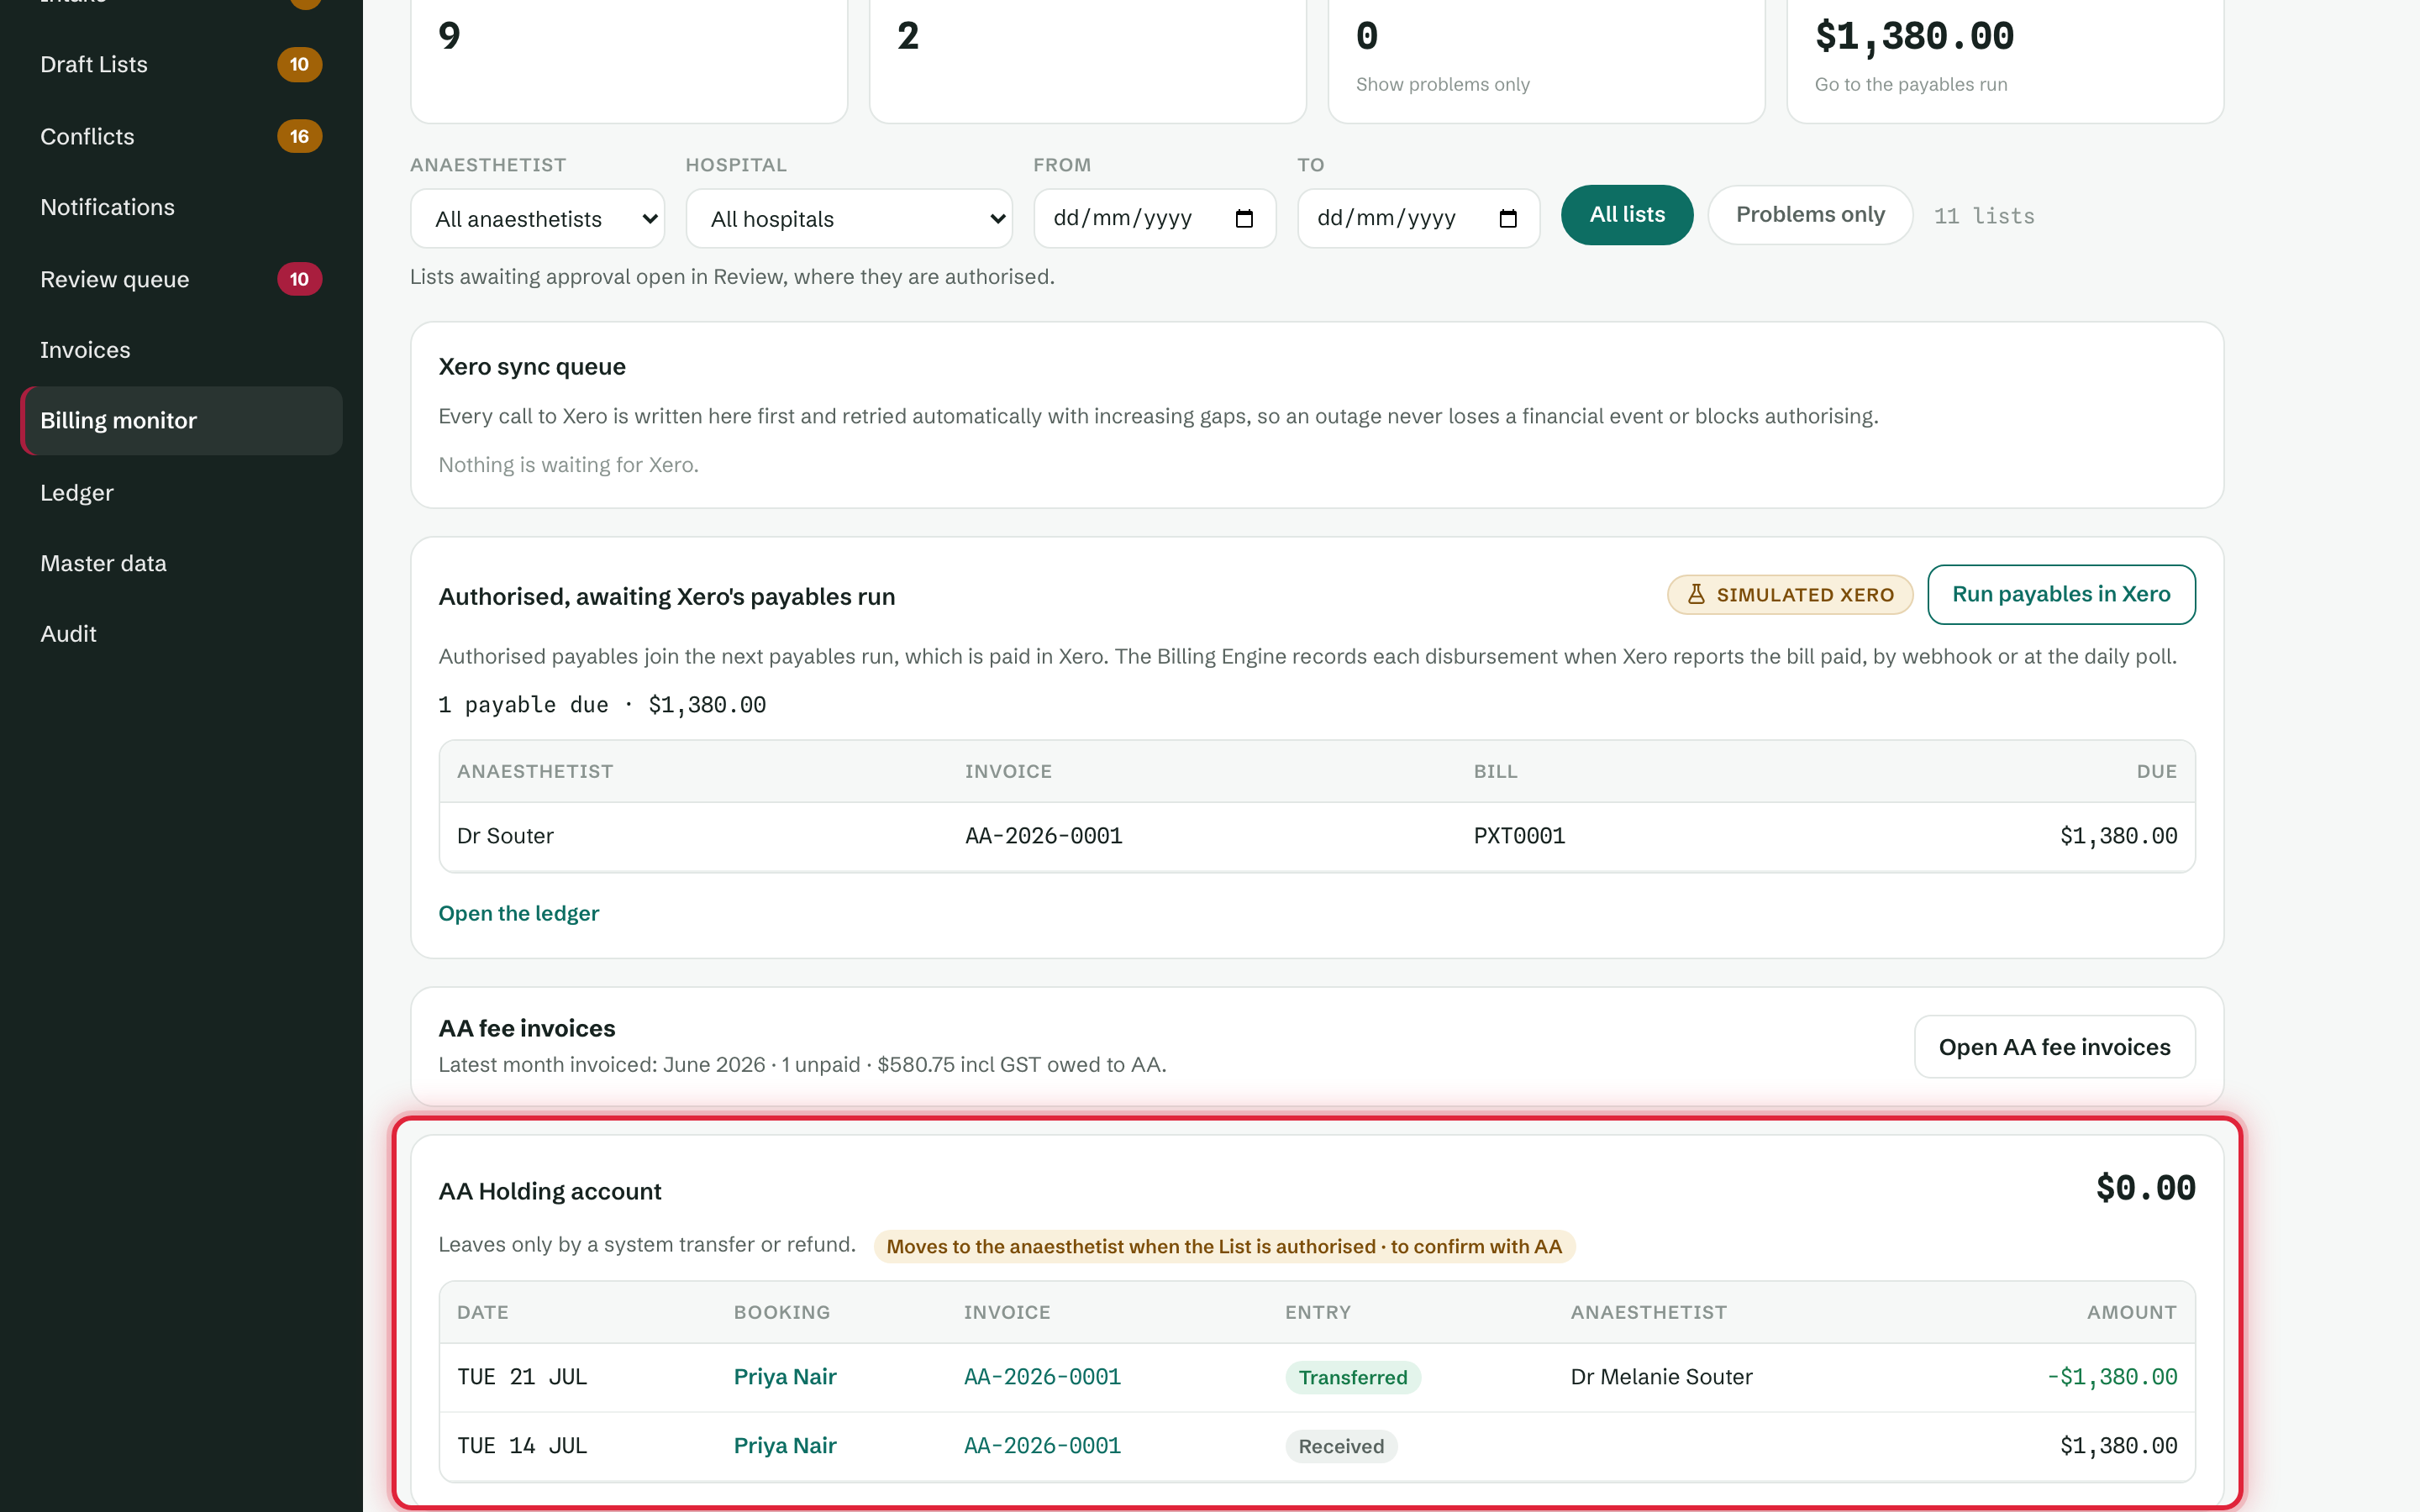 Draft Lists 10
Conflicts 16
Notifications
Review queue 10
Invoices
Billing monitor
Ledger
Master data
Audit
9
2
0
Show problems only
$1,380.00
Go to the payables run
ANAESTHETIST HOSPITAL FROM TO
All anaesthetists All hospitals dd/mm/yyyy dd/mm/yyyy All lists Problems only 11 lists
Lists awaiting approval open in Review, where they are authorised.
Xero sync queue
Every call to Xero is written here first and retried automatically with increasing gaps, so an outage never loses a financial event or blocks authorising.
Nothing is waiting for Xero.
Authorised, awaiting Xero's payables run SIMULATED XERO Run payables in Xero
Authorised payables join the next payables run, which is paid in Xero. The Billing Engine records each disbursement when Xero reports the bill paid, by webhook or at the daily poll.
1 payable due · $1,380.00
ANAESTHETIST INVOICE BILL DUE
Dr Souter AA-2026-0001 PXT0001 $1,380.00
Open the ledger
AA fee invoices
Latest month invoiced: June 2026 · 1 unpaid · $580.75 incl GST owed to AA.
Open AA fee invoices
AA Holding account $0.00
Leaves only by a system transfer or refund. Moves to the anaesthetist when the List is authorised · to confirm with AA
DATE BOOKING INVOICE ENTRY ANAESTHETIST AMOUNT
TUE 21 JUL Priya Nair AA-2026-0001 Transferred Dr Melanie Souter -$1,380.00
TUE 14 JUL Priya Nair AA-2026-0001 Received $1,380.00